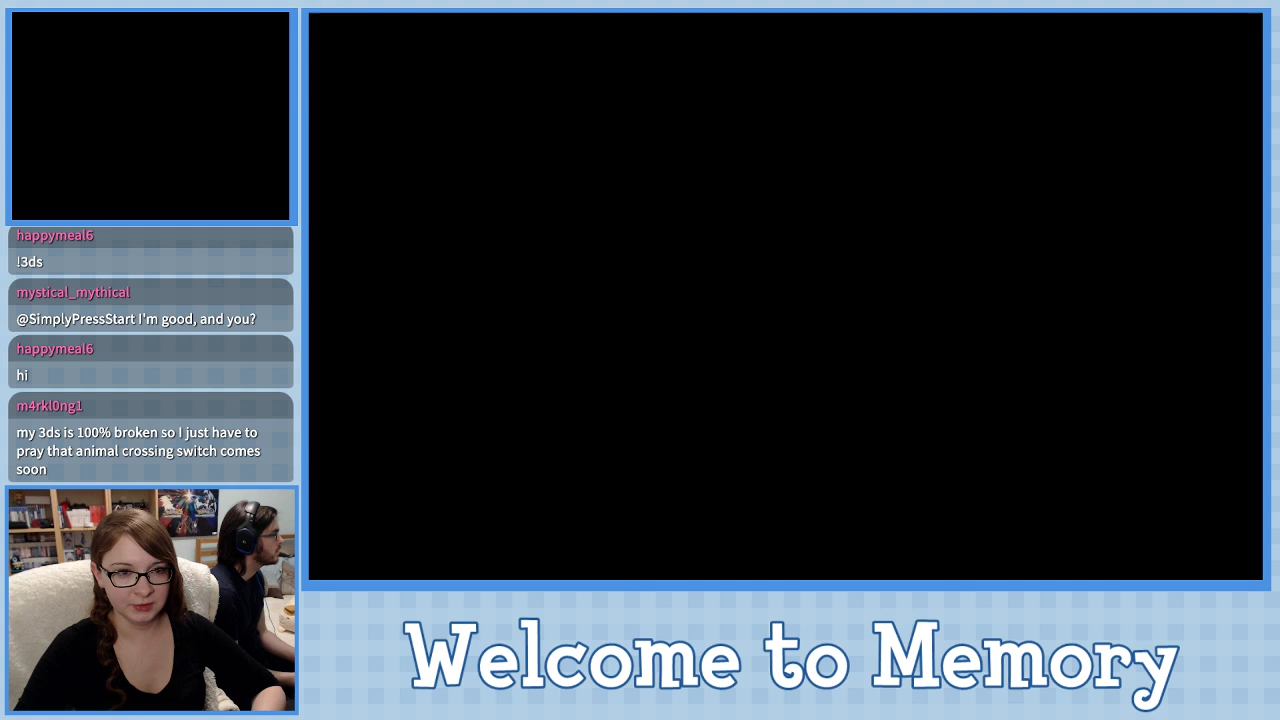 happymeal6
!3ds
mystical_mythical
@SimplyPressStart I'm good, and you?
happymeal6
hi
m4rkl0ng1
my 3ds is 100% broken so I just have to
pray that animal crossing switch comes
soon
Welcome to Memory